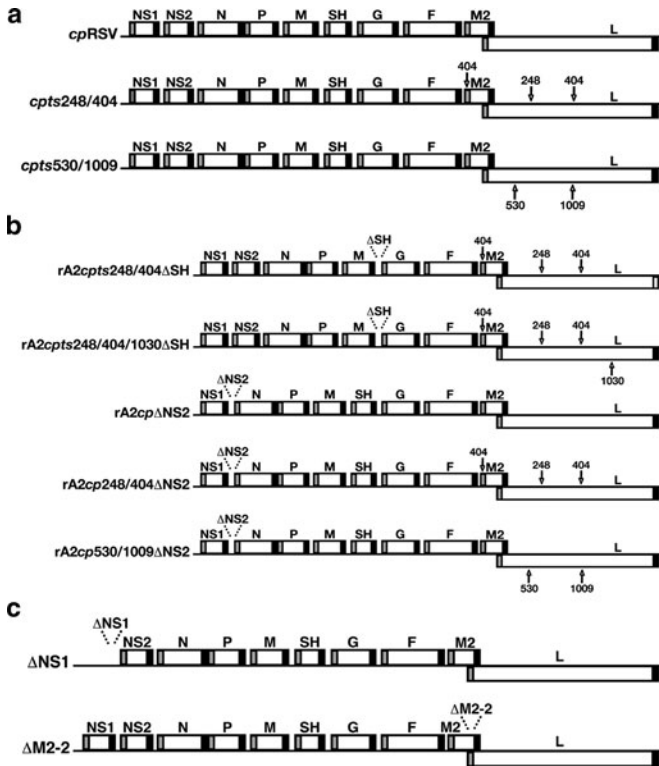 a
NS1 NS2 N P M SH G F M2 L
cpRSV
404 248 404
NS1 NS2 N P M SH G F M2 L
cpts248/404
NS1 NS2 N P M SH G F M2 L
cpts530/1009
530 1009
b
ΔSH 404 248 404
NS1 NS2 N P M G F M2 L
rA2cpts248/404ΔSH
ΔSH 404 248 404
NS1 NS2 N P M G F M2 L
rA2cpts248/404/1030ΔSH
1030
ΔNS2
NS1 N P M SH G F M2 L
rA2cpΔNS2
ΔNS2 404 248 404
NS1 N P M SH G F M2 L
rA2cp248/404ΔNS2
ΔNS2
NS1 N P M SH G F M2 L
rA2cp530/1009ΔNS2
530 1009
c
ΔNS1
NS2 N P M SH G F M2 L
ΔNS1
ΔM2-2
NS1 NS2 N P M SH G F M2 L
ΔM2-2